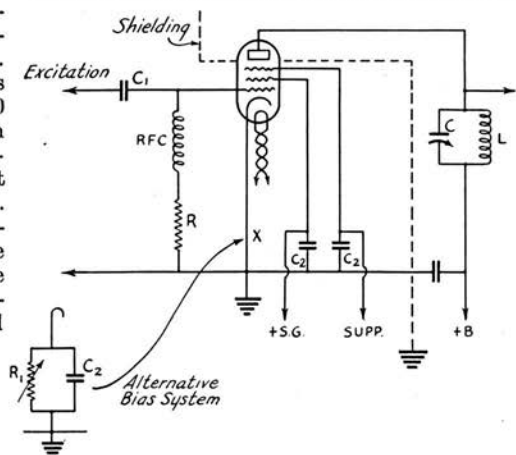 Shielding
Excitation
C1
RFC
R
X
C2
C2
C
L
+S.G.
SUPP.
+B
R1
C2
Alternative
Bias System